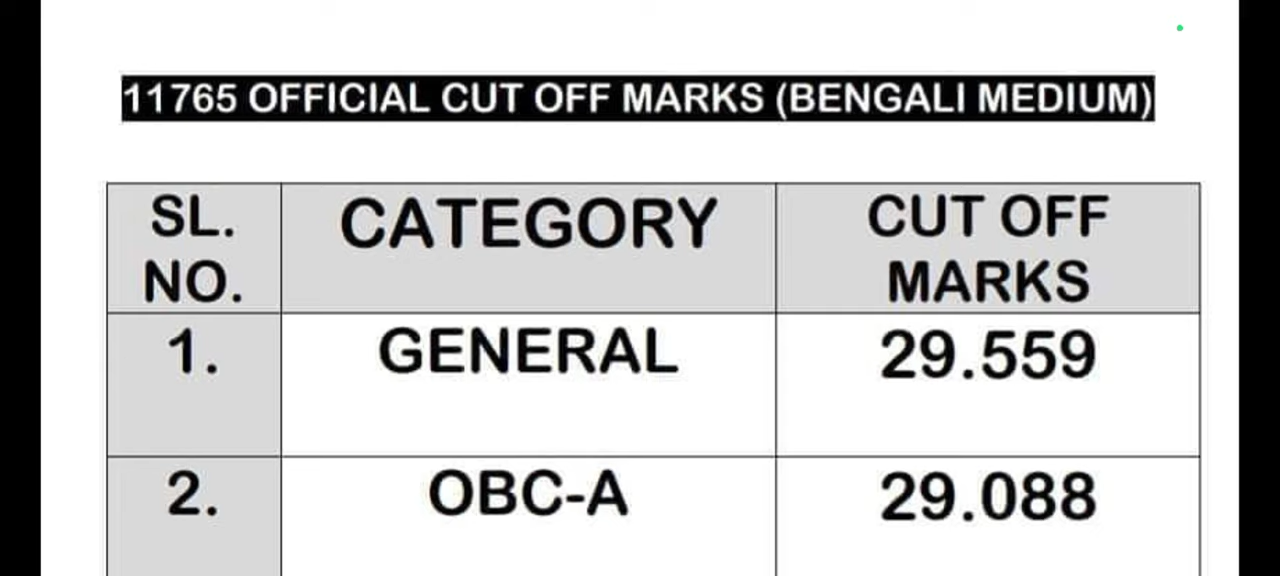 11765 OFFICIAL CUT OFF MARKS (BENGALI MEDIUM)
SL. NO. CATEGORY CUT OFF MARKS
1. GENERAL 29.559
2. OBC-A 29.088